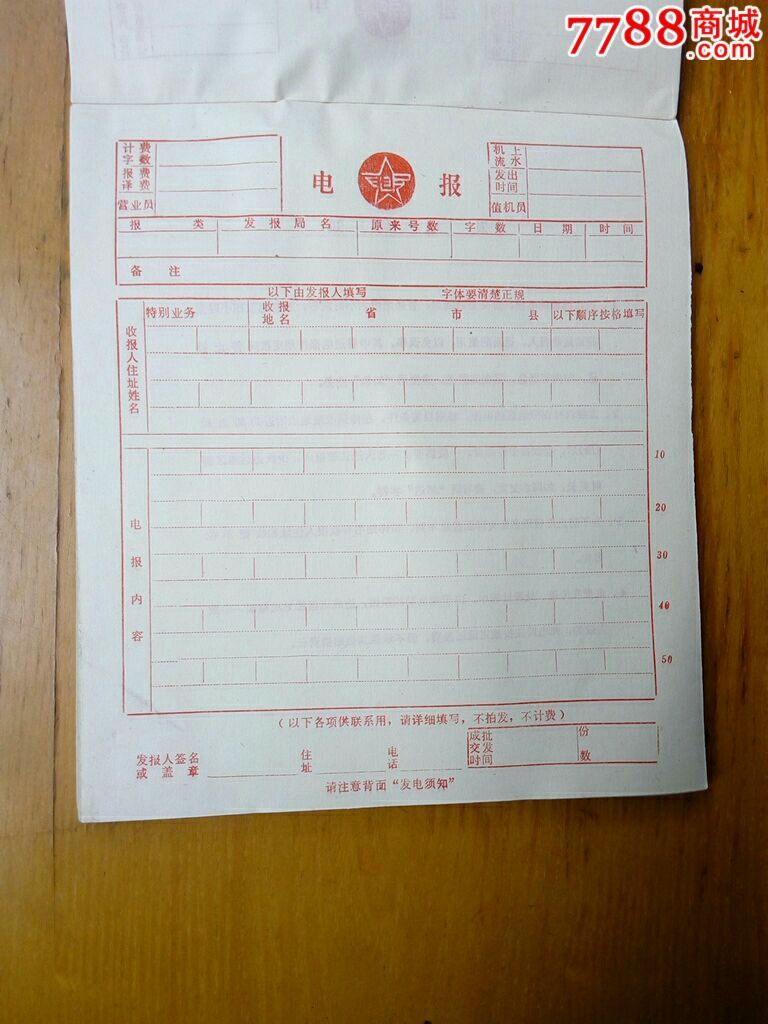 7788商城
.com
电 报
计费字数
报费译费
营业员
电 报
机上流水
发出时间
值机员
报类 发报局名 原来号数 字数 日期 时间
备注
以下由发报人填写 字体要清楚正规
收报人住址姓名
特别业务 收报地名 省 市 县 以下顺序按格填写
电报内容
10
20
30
40
50
(以下各项供联系用,请详细填写,不拍发,不计费)
发报人签名或盖章 住址 电话
成批交发时间 份数
请注意背面“发电须知”